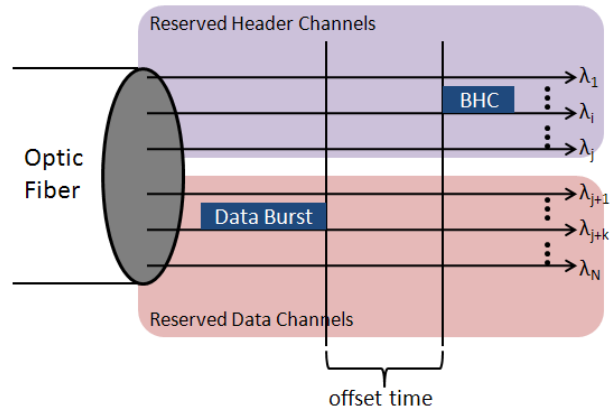 Reserved Header Channels
λ1
BHC
λi
λj
Optic
Fiber
λj+1
Data Burst
λj+k
λN
Reserved Data Channels
offset time